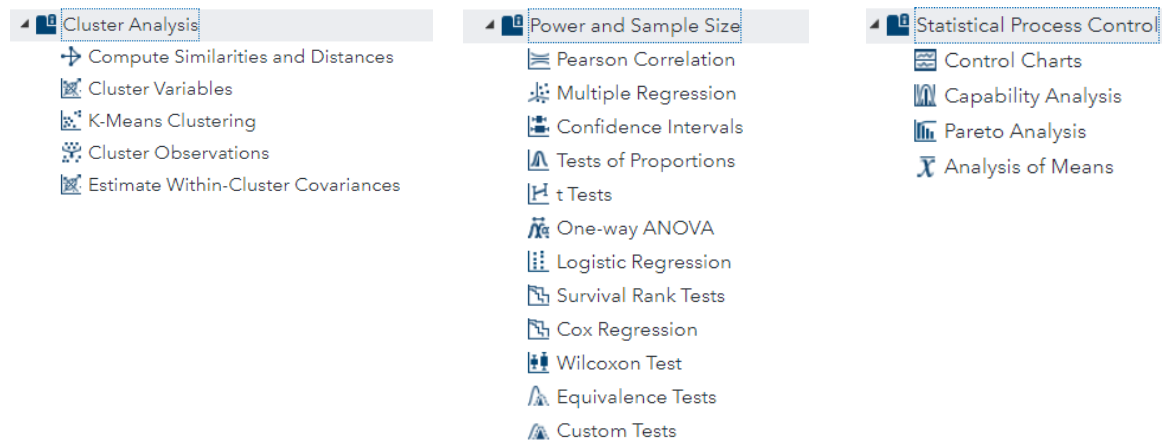 Cluster Analysis
Compute Similarities and Distances
Cluster Variables
K-Means Clustering
Cluster Observations
Estimate Within-Cluster Covariances
Power and Sample Size
Pearson Correlation
Multiple Regression
Confidence Intervals
Tests of Proportions
t Tests
One-way ANOVA
Logistic Regression
Survival Rank Tests
Cox Regression
Wilcoxon Test
Equivalence Tests
Custom Tests
Statistical Process Control
Control Charts
Capability Analysis
Pareto Analysis
Analysis of Means